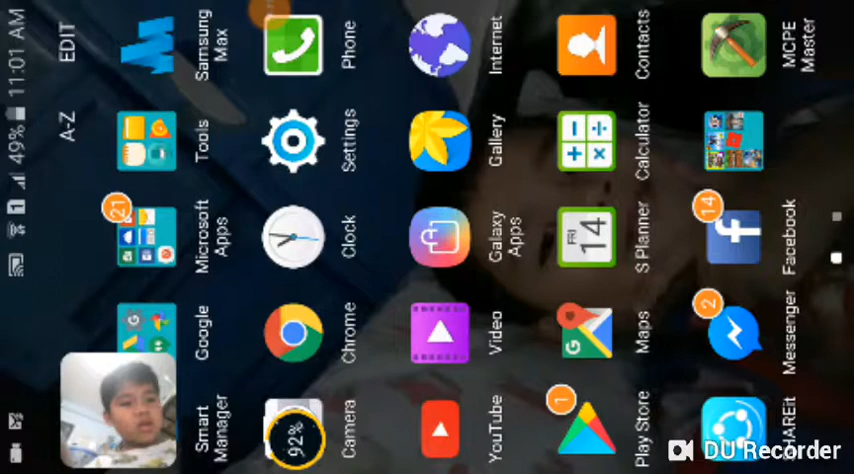 1 49% 11:01 AM
A-Z EDIT
21
Smart Manager
Google
Microsoft Apps
Tools
Samsung Max
92%
Camera
Chrome
Clock
Settings
Phone
YouTube
Video
Galaxy Apps
Gallery
Internet
1
G
FRI
14
Play Store
Maps
S Planner
Calculator
Contacts
2
14
f
SHAREit
Messenger
Facebook
MCPE Master
DU Recorder